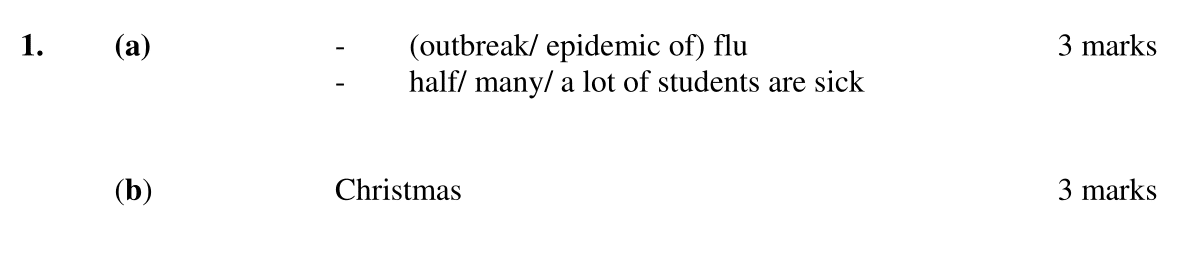 1. (a) - (outbreak/ epidemic of) flu 3 marks
- half/ many/ a lot of students are sick
(b) Christmas 3 marks